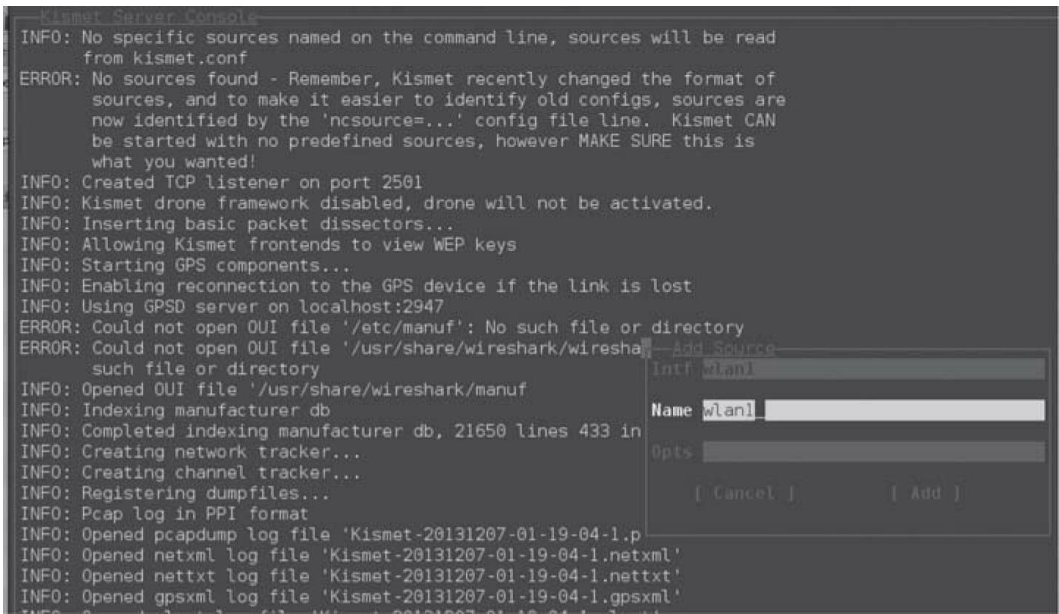 Kismet Server Console
INFO: No specific sources named on the command line, sources will be read
from kismet.conf
ERROR: No sources found - Remember, Kismet recently changed the format of
sources, and to make it easier to identify old configs, sources are
now identified by the 'ncsource=...' config file line. Kismet CAN
be started with no predefined sources, however MAKE SURE this is
what you wanted!
INFO: Created TCP listener on port 2501
INFO: Kismet drone framework disabled, drone will not be activated.
INFO: Inserting basic packet dissectors...
INFO: Allowing Kismet frontends to view WEP keys
INFO: Starting GPS components...
INFO: Enabling reconnection to the GPS device if the link is lost
INFO: Using GPSD server on localhost:2947
ERROR: Could not open OUI file '/etc/manuf': No such file or directory
ERROR: Could not open OUI file '/usr/share/wireshark/wiresha
such file or directory
INFO: Opened OUI file '/usr/share/wireshark/manuf
INFO: Indexing manufacturer db
INFO: Completed indexing manufacturer db, 21650 lines 433 in
INFO: Creating network tracker...
INFO: Creating channel tracker...
INFO: Registering dumpfiles...
INFO: Pcap log in PPI format
INFO: Opened pcapdump log file 'Kismet-20131207-01-19-04-1.p
INFO: Opened netxml log file 'Kismet-20131207-01-19-04-1.netxml'
INFO: Opened nettxt log file 'Kismet-20131207-01-19-04-1.nettxt'
INFO: Opened gpsxml log file 'Kismet-20131207-01-19-04-1.gpsxml'
Add Source
Intf wlan1
Name wlan1_
Opts
[ Cancel ] [ Add ]